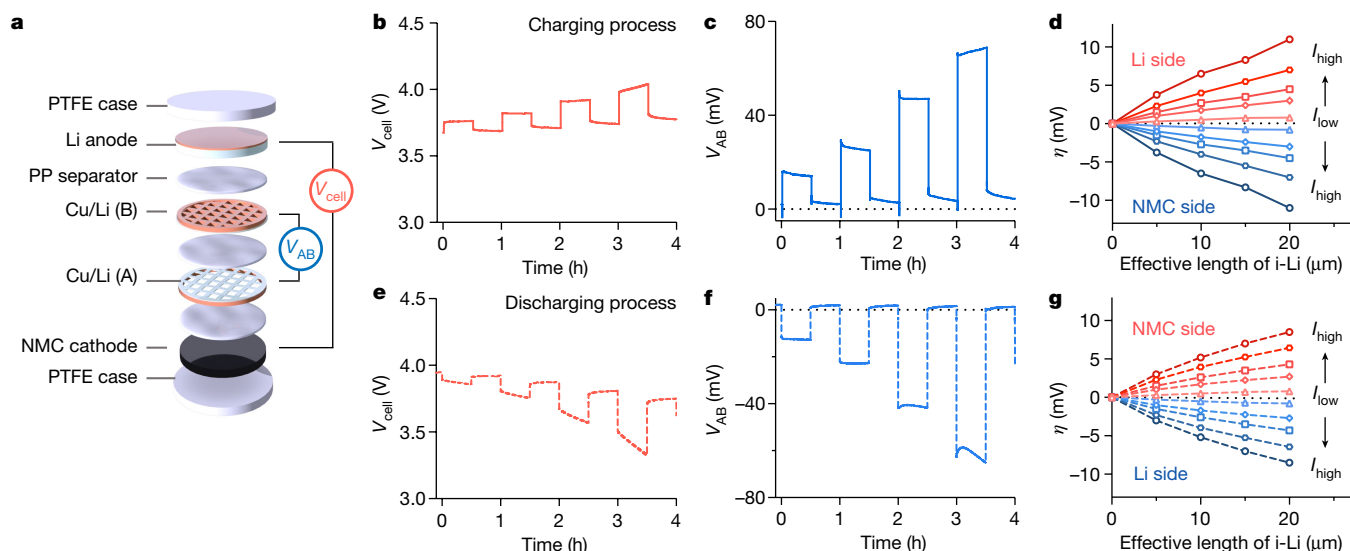 a
PTFE case
Li anode
PP separator
Cu/Li (B)
Cu/Li (A)
NMC cathode
PTFE case
V_cell
V_AB
b
Charging process
V_cell (V)
4.5
4.0
3.5
3.0
0 1 2 3 4
Time (h)
c
V_AB (mV)
80
40
0
0 1 2 3 4
Time (h)
d
η (mV)
10
5
0
−5
−10
Li side
NMC side
I_high
I_low
I_high
0 5 10 15 20
Effective length of i-Li (μm)
e
Discharging process
V_cell (V)
4.5
4.0
3.5
3.0
0 1 2 3 4
Time (h)
f
V_AB (mV)
0
−40
−80
0 1 2 3 4
Time (h)
g
η (mV)
10
5
0
−5
−10
NMC side
Li side
I_high
I_low
I_high
0 5 10 15 20
Effective length of i-Li (μm)